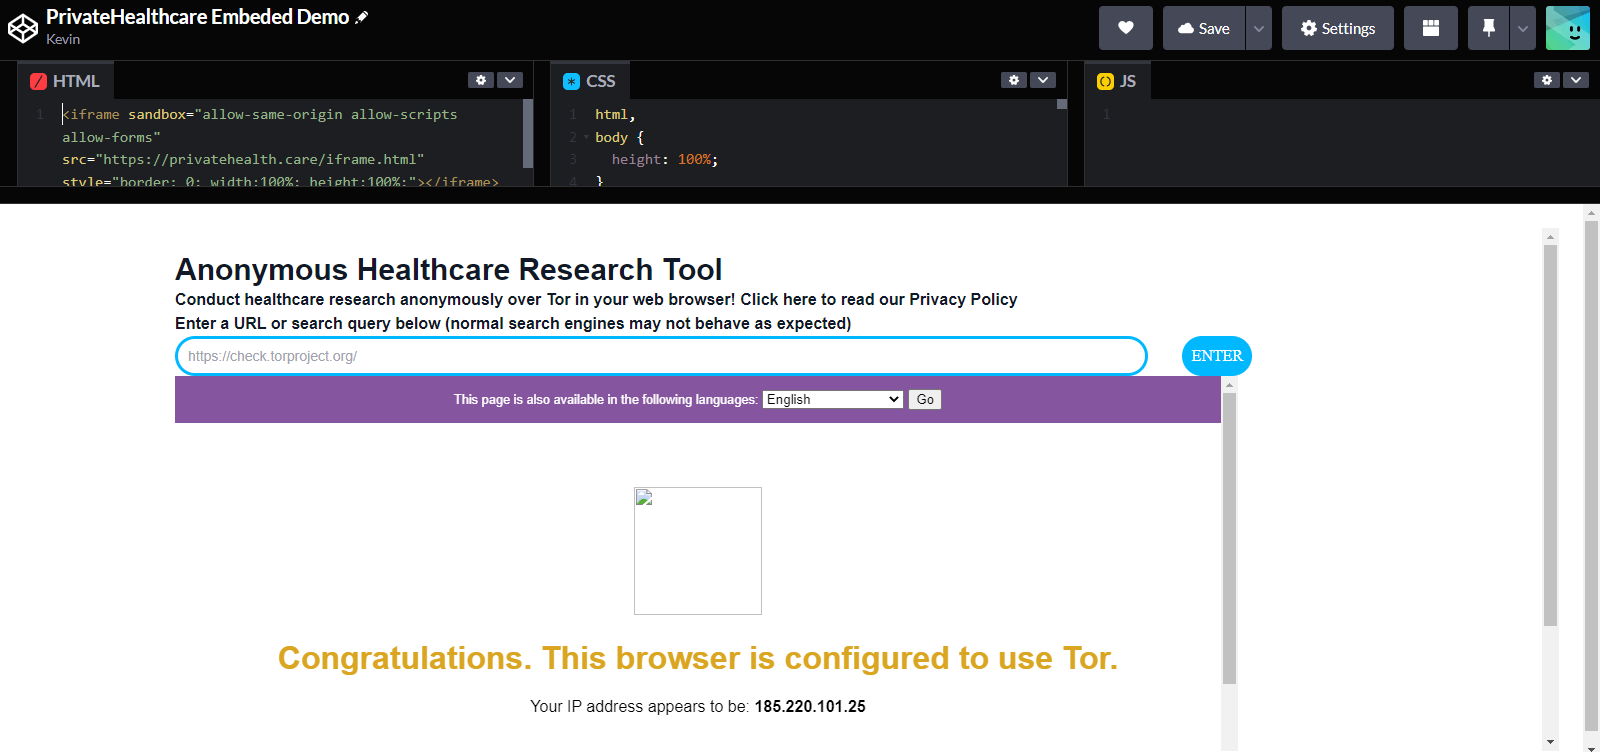 PrivateHealthcare Embeded Demo
Kevin
Save
Settings
HTML
1 <iframe sandbox="allow-same-origin allow-scripts
allow-forms"
src="https://privatehealth.care/iframe.html"
style="border: 0; width:100%; height:100%;"></iframe>
CSS
1 html,
2 body {
3 height: 100%;
4 }
JS
1
Anonymous Healthcare Research Tool
Conduct healthcare research anonymously over Tor in your web browser! Click here to read our Privacy Policy
Enter a URL or search query below (normal search engines may not behave as expected)
https://check.torproject.org/
ENTER
This page is also available in the following languages: English Go
Congratulations. This browser is configured to use Tor.
Your IP address appears to be: 185.220.101.25